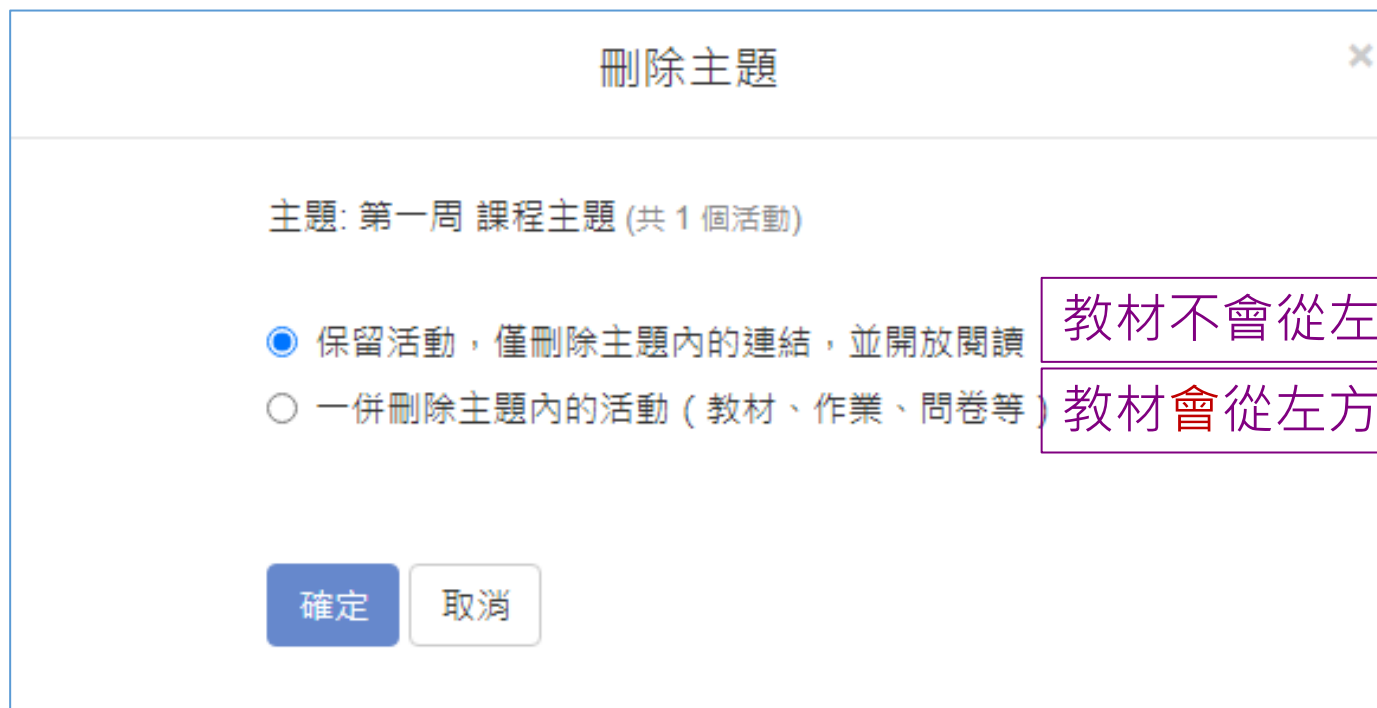 刪除主題
×
主題: 第一周 課程主題 (共 1 個活動)
保留活動，僅刪除主題內的連結，並開放閱讀
教材不會從左
一併刪除主題內的活動 ( 教材、作業、問卷等 )
教材會從左方
確定
取消